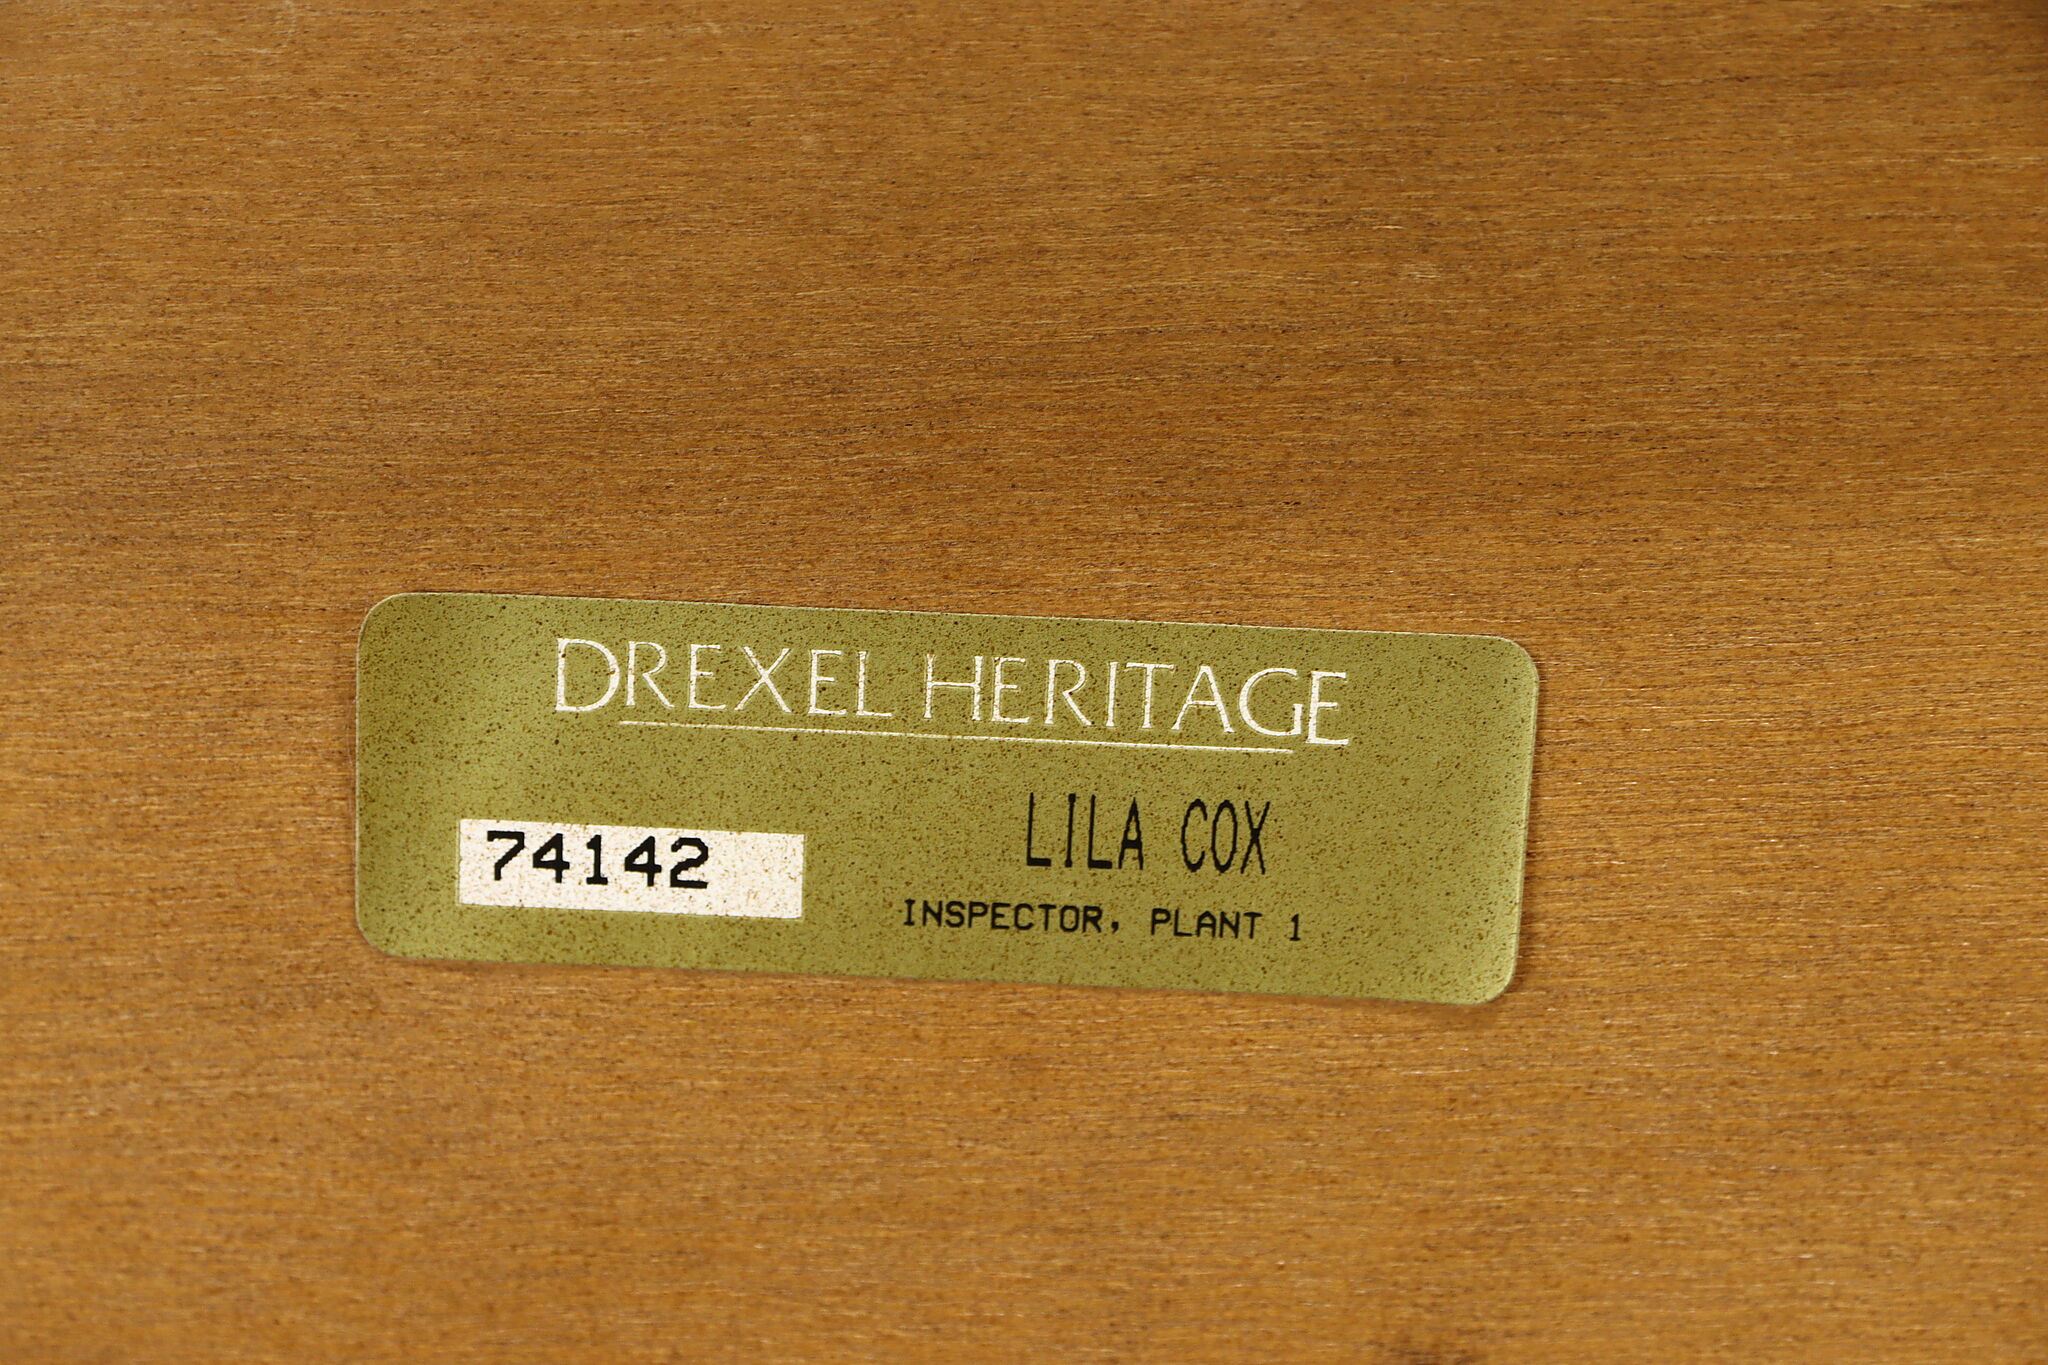 DREXEL HERITAGE
74142
LILA COX
INSPECTOR, PLANT 1